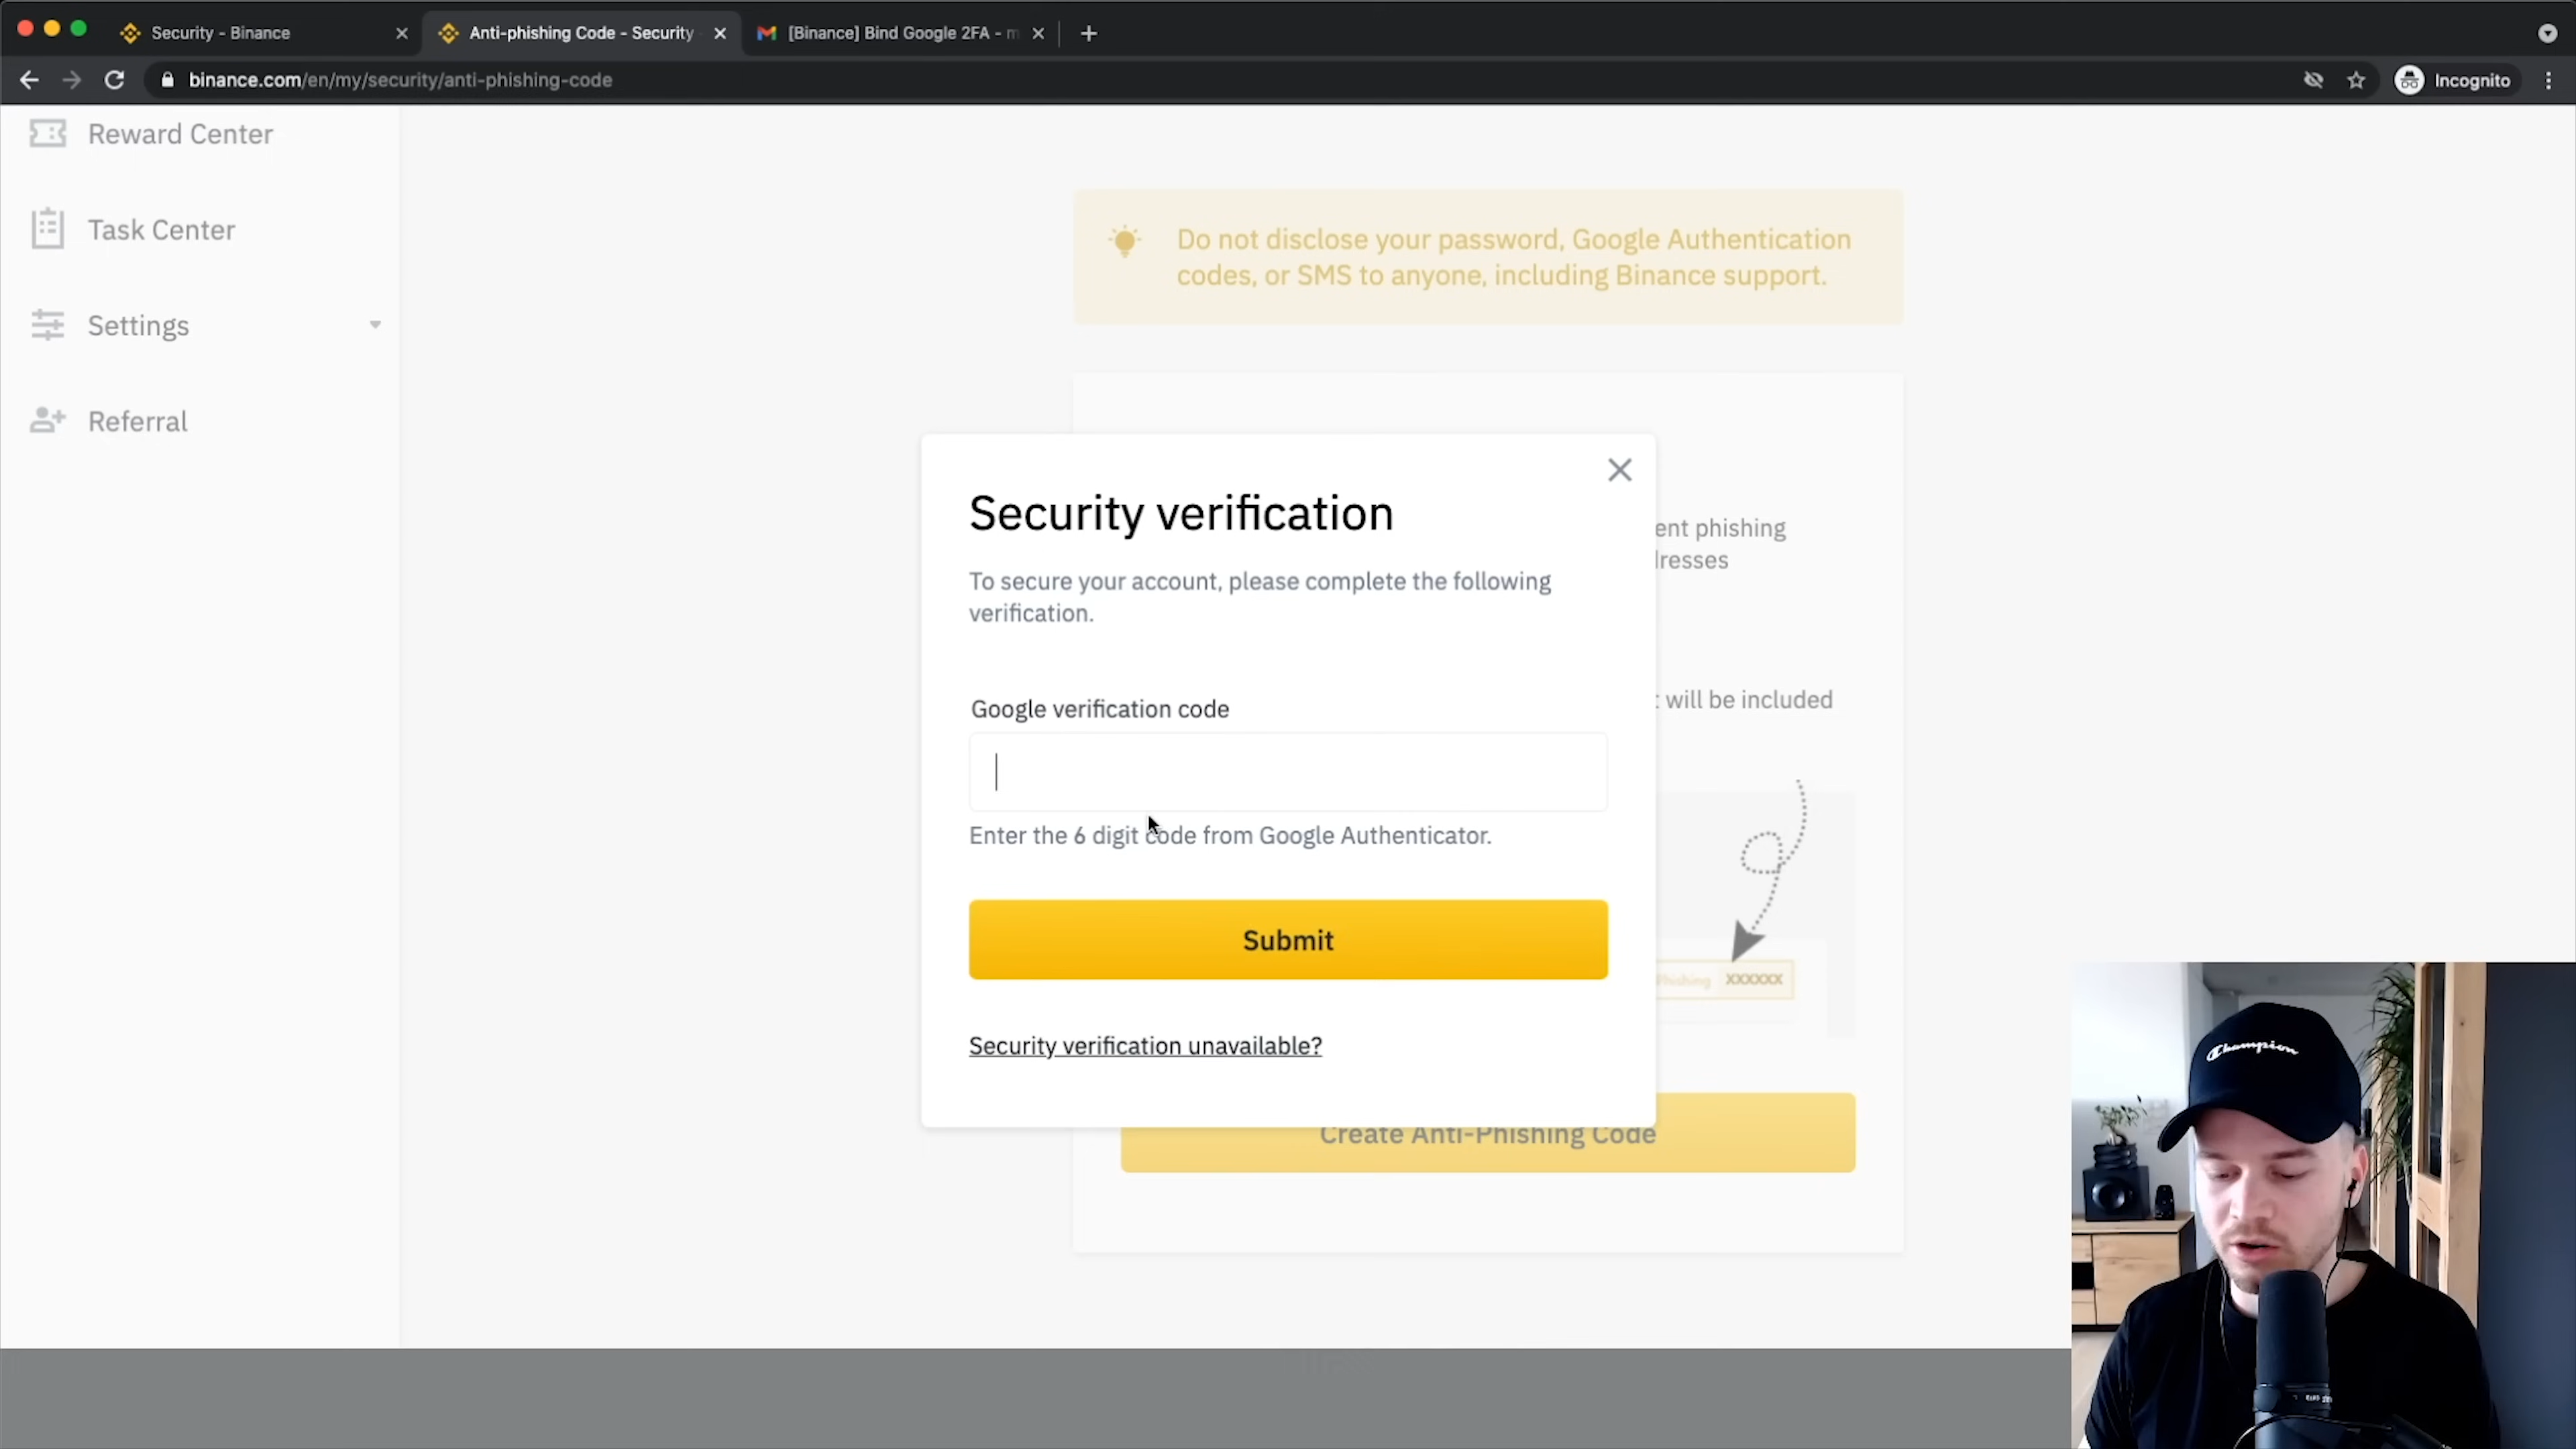 Security - Binance
Anti-phishing Code - Security
[Binance] Bind Google 2FA - m
binance.com/en/my/security/anti-phishing-code
Incognito
Reward Center
Task Center
Settings
Referral
Do not disclose your password, Google Authentication
codes, or SMS to anyone, including Binance support.
ent phishing
resses
will be included
Security verification
To secure your account, please complete the following
verification.
Google verification code
Enter the 6 digit code from Google Authenticator.
Submit
Security verification unavailable?
Phishing XXXXXX
Create Anti-Phishing Code
Champion